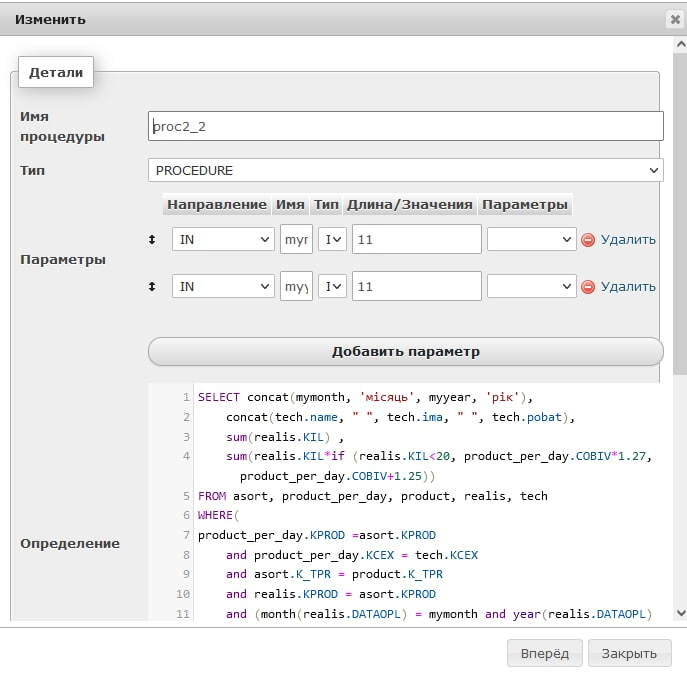 Изменить
Детали
Имя
процедуры
proc2_2
Тип
PROCEDURE
Направление Имя Тип Длина/Значения Параметры
IN 11 Удалить
Параметры
IN 11 Удалить
Добавить параметр
1 SELECT concat(mymonth, 'місяць', myyear, 'рік'),
2 concat(tech.name, " ", tech.ima, " ", tech.pobat),
3 sum(realis.KIL) ,
4 sum(realis.KIL*if (realis.KIL<20, product_per_day.COBIV*1.27,
product_per_day.COBIV+1.25))
5 FROM asort, product_per_day, product, realis, tech
6 WHERE(
7 product_per_day.KPROD =asort.KPROD
Определение
8 and product_per_day.KCEX = tech.KCEX
9 and asort.K_TPR = product.K_TPR
10 and realis.KPROD = asort.KPROD
11 and (month(realis.DATAOPL) = mymonth and year(realis.DATAOPL)
Вперёд Закрыть